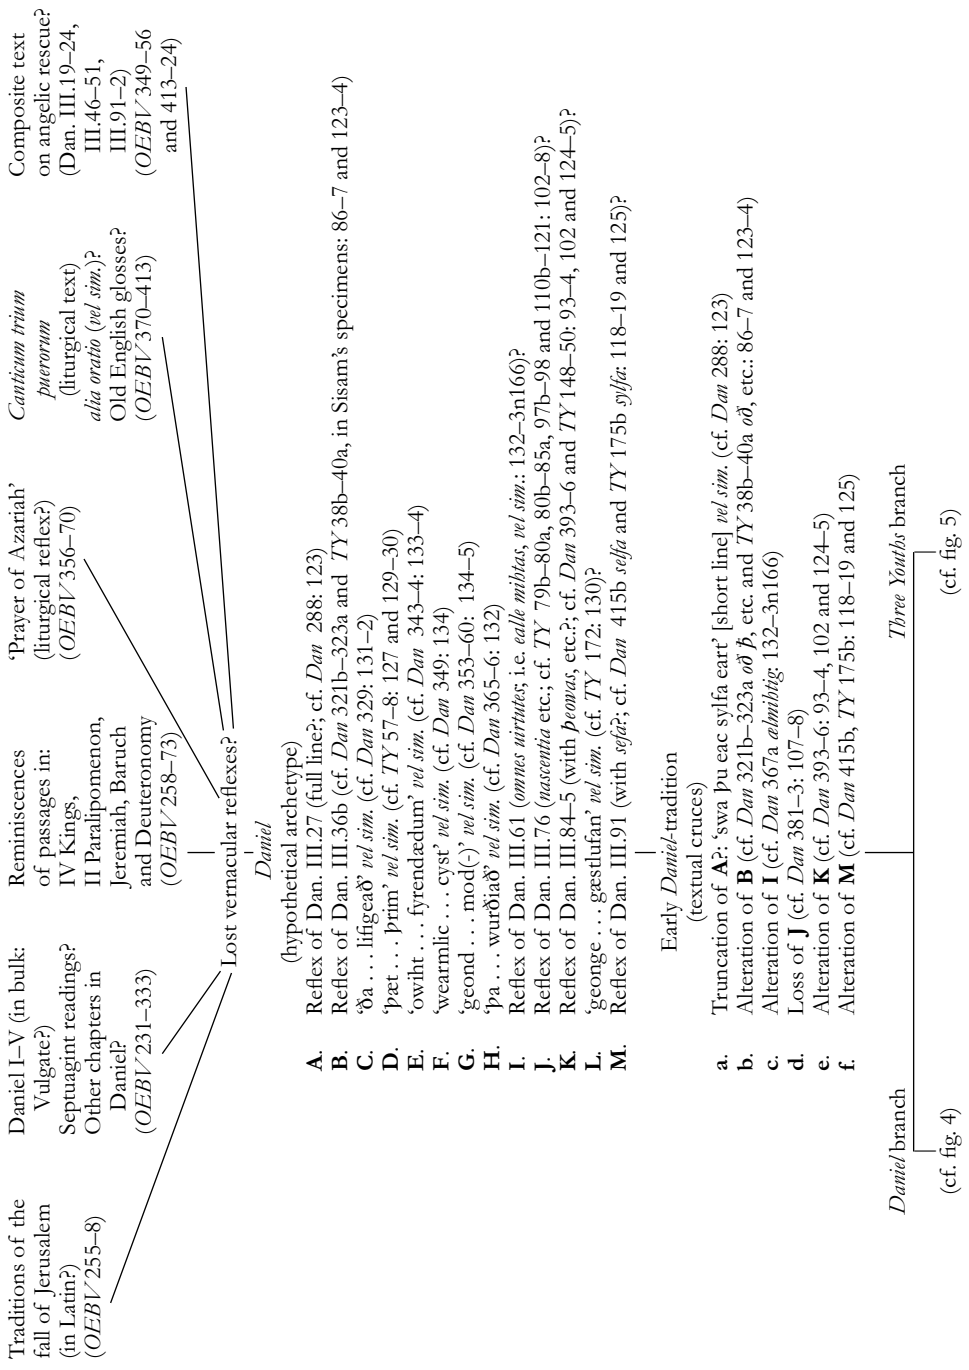 Traditions of the
fall of Jerusalem
(in Latin?)
(OEBV 255–8)
Daniel I–V (in bulk:
Vulgate?)
Septuagint readings?
Other chapters in
Daniel?
(OEBV 231–333)
Reminiscences
of passages in:
IV Kings,
II Paralipomenon,
Jeremiah, Baruch
and Deuteronomy
(OEBV 258–73)
‘Prayer of Azariah’
(liturgical reflex?)
(OEBV 356–70)
Canticum trium
puerorum
(liturgical text)
alia oratio (vel sim.)?
Old English glosses?
(OEBV 370–413)
Composite text
on angelic rescue?
(Dan. III.19–24,
III.46–51,
III.91–2)
(OEBV 349–56
and 413–24)
Lost vernacular reflexes?
Daniel
(hypothetical archetype)
A. Reflex of Dan. III.27 (full line?; cf. Dan 288: 123)
B. Reflex of Dan. III.36b (cf. Dan 321b–323a and TY 38b–40a, in Sisam’s specimens: 86–7 and 123–4)
C. ‘ða . . . lifigeað’ vel sim. (cf. Dan 329: 131–2)
D. ‘þæt . . . þrim’ vel sim. (cf. TY 57–8: 127 and 129–30)
E. ‘owiht . . . fyrendædum’ vel sim. (cf. Dan 343–4: 133–4)
F. ‘wearmlic . . . cyst’ vel sim. (cf. Dan 349: 134)
G. ‘geond . . . mod(-)’ vel sim. (cf. Dan 353–60: 134–5)
H. ‘þa . . . wurðiað’ vel sim. (cf. Dan 365–6: 132)
I. Reflex of Dan. III.61 (omnes uirtutes; i.e. ealle mihtas, vel sim.: 132–3n166)?
J. Reflex of Dan. III.76 (nascentia etc.; cf. TY 79b–80a, 80b–85a, 97b–98 and 110b–121: 102–8)?
K. Reflex of Dan. III.84–5 (with þeowas, etc.?; cf. Dan 393–6 and TY 148–50: 93–4, 102 and 124–5)?
L. ‘geonge . . . gæstlufan’ vel sim. (cf. TY 172: 130)?
M. Reflex of Dan. III.91 (with sefa?; cf. Dan 415b selfa and TY 175b sylfa: 118–19 and 125)?
Early Daniel-tradition
(textual cruces)
a. Truncation of A?: ‘swa þu eac sylfa eart’ [short line] vel sim. (cf. Dan 288: 123)
b. Alteration of B (cf. Dan 321b–323a oð þ, etc. and TY 38b–40a oð, etc.: 86–7 and 123–4)
c. Alteration of I (cf. Dan 367a ælmihtig: 132–3n166)
d. Loss of J (cf. Dan 381–3: 107–8)
e. Alteration of K (cf. Dan 393–6: 93–4, 102 and 124–5)
f. Alteration of M (cf. Dan 415b, TY 175b: 118–19 and 125)
Daniel branch
(cf. fig. 4)
Three Youths branch
(cf. fig. 5)